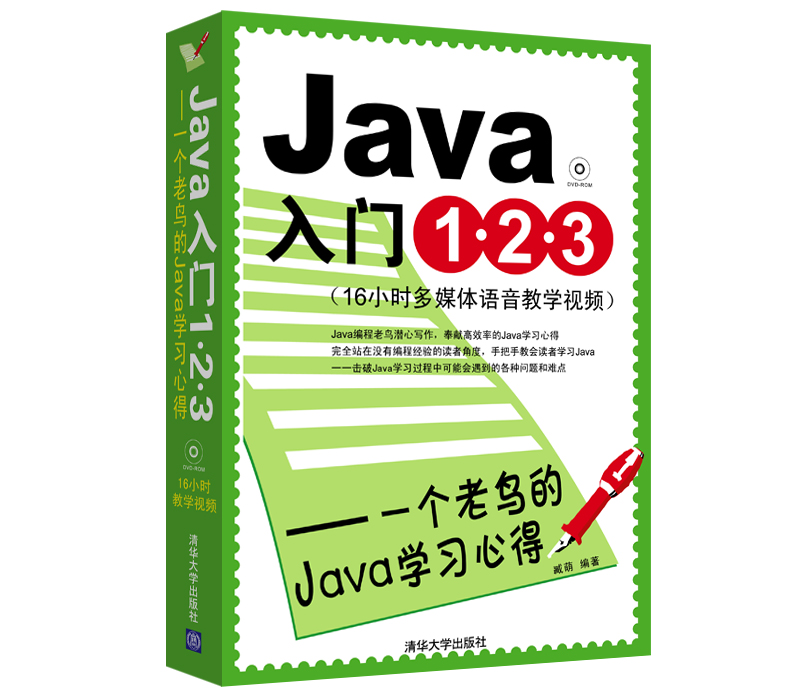 Java
DVD-ROM
入门1·2·3
（16小时多媒体语音教学视频）
Java编程老鸟潜心写作，奉献高效率的Java学习心得
完全站在没有编程经验的读者角度，手把手教会读者学习Java
一一击破Java学习过程中可能会遇到的各种问题和难点
——一个老鸟的
Java学习心得
臧萌 编著
清华大学出版社
Java入门1·2·3
——一个老鸟的Java学习心得
DVD-ROM
16小时
教学视频
清华大学出版社